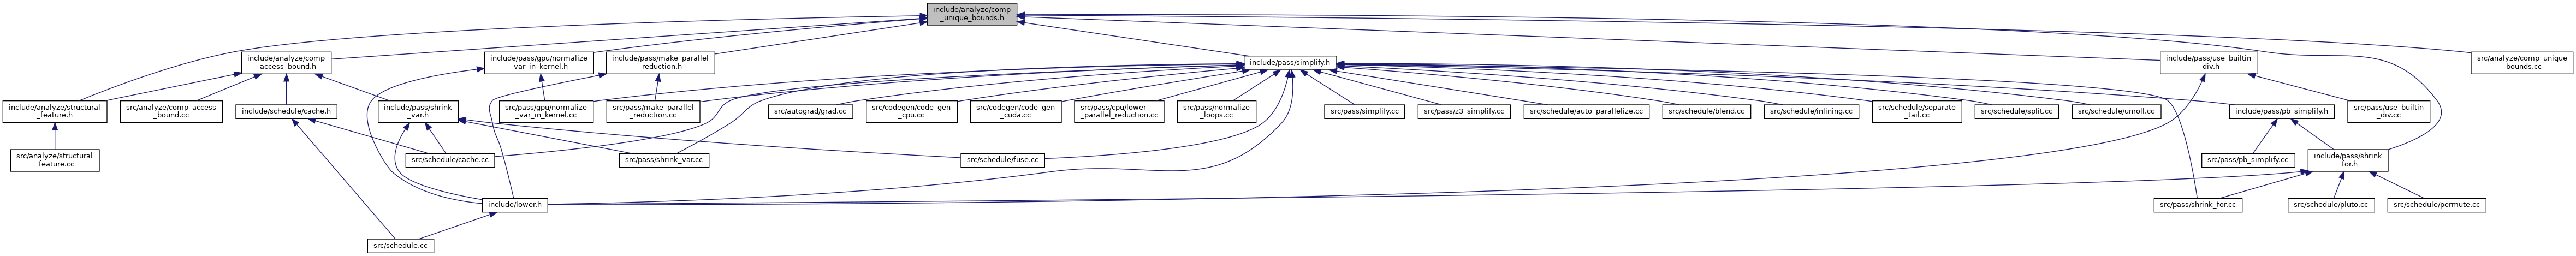 include/analyze/comp
_unique_bounds.h
include/analyze/comp
_access_bound.h
include/pass/gpu/normalize
_var_in_kernel.h
include/pass/make_parallel
_reduction.h
include/pass/simplify.h
include/pass/use_builtin
_div.h
src/analyze/comp_unique
_bounds.cc
include/analyze/structural
_feature.h
src/analyze/comp_access
_bound.cc
include/schedule/cache.h
include/pass/shrink
_var.h
src/pass/gpu/normalize
_var_in_kernel.cc
src/pass/make_parallel
_reduction.cc
src/autograd/grad.cc
src/codegen/code_gen
_cpu.cc
src/codegen/code_gen
_cuda.cc
src/pass/cpu/lower
_parallel_reduction.cc
src/pass/normalize
_loops.cc
src/pass/simplify.cc
src/pass/z3_simplify.cc
src/schedule/auto_parallelize.cc
src/schedule/blend.cc
src/schedule/inlining.cc
src/schedule/separate
_tail.cc
src/schedule/split.cc
src/schedule/unroll.cc
include/pass/pb_simplify.h
src/pass/use_builtin
_div.cc
src/analyze/structural
_feature.cc
src/schedule/cache.cc
src/pass/shrink_var.cc
src/schedule/fuse.cc
src/pass/pb_simplify.cc
include/pass/shrink
_for.h
include/lower.h
src/pass/shrink_for.cc
src/schedule/pluto.cc
src/schedule/permute.cc
src/schedule.cc